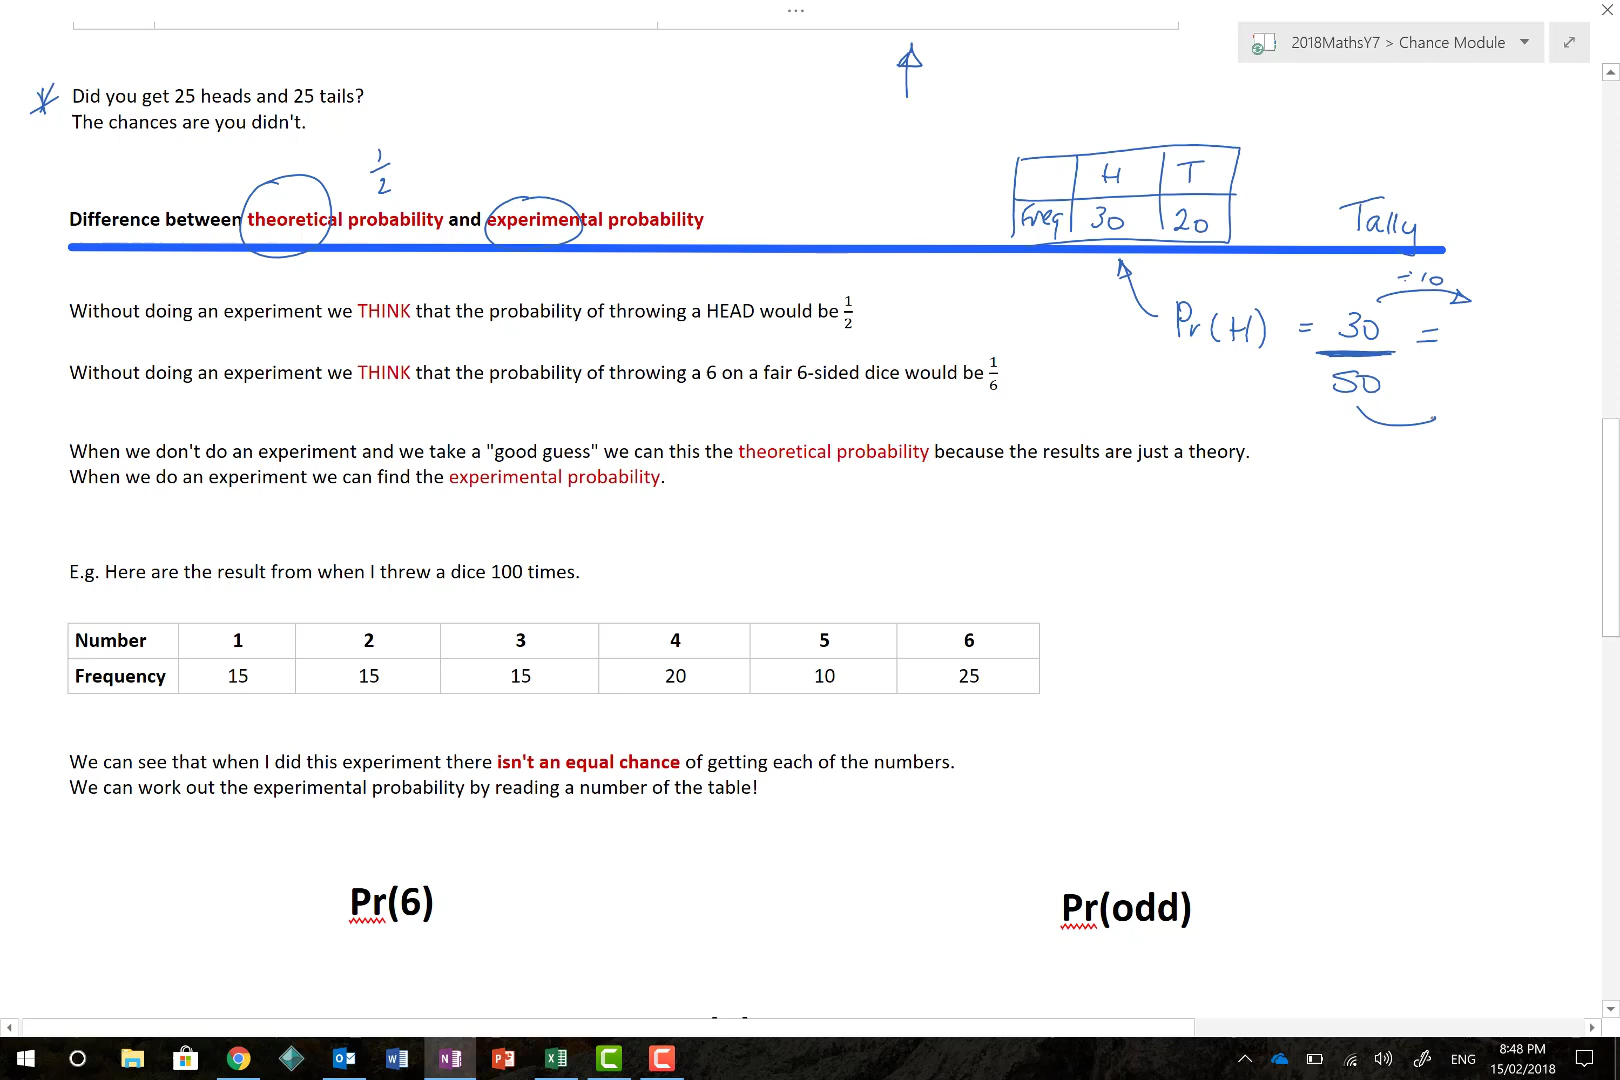 2018MathsY7 > Chance Module
Did you get 25 heads and 25 tails?
The chances are you didn't.
1/2
H T
Freq 30 20
Tally
Difference between theoretical probability and experimental probability
÷10
Without doing an experiment we THINK that the probability of throwing a HEAD would be 1/2
Pr(H) = 30/50 =
Without doing an experiment we THINK that the probability of throwing a 6 on a fair 6-sided dice would be 1/6
When we don't do an experiment and we take a "good guess" we can this the theoretical probability because the results are just a theory.
When we do an experiment we can find the experimental probability.
E.g. Here are the result from when I threw a dice 100 times.
Number 1 2 3 4 5 6
Frequency 15 15 15 20 10 25
We can see that when I did this experiment there isn't an equal chance of getting each of the numbers.
We can work out the experimental probability by reading a number of the table!
Pr(6) Pr(odd)
ENG
8:48 PM
15/02/2018